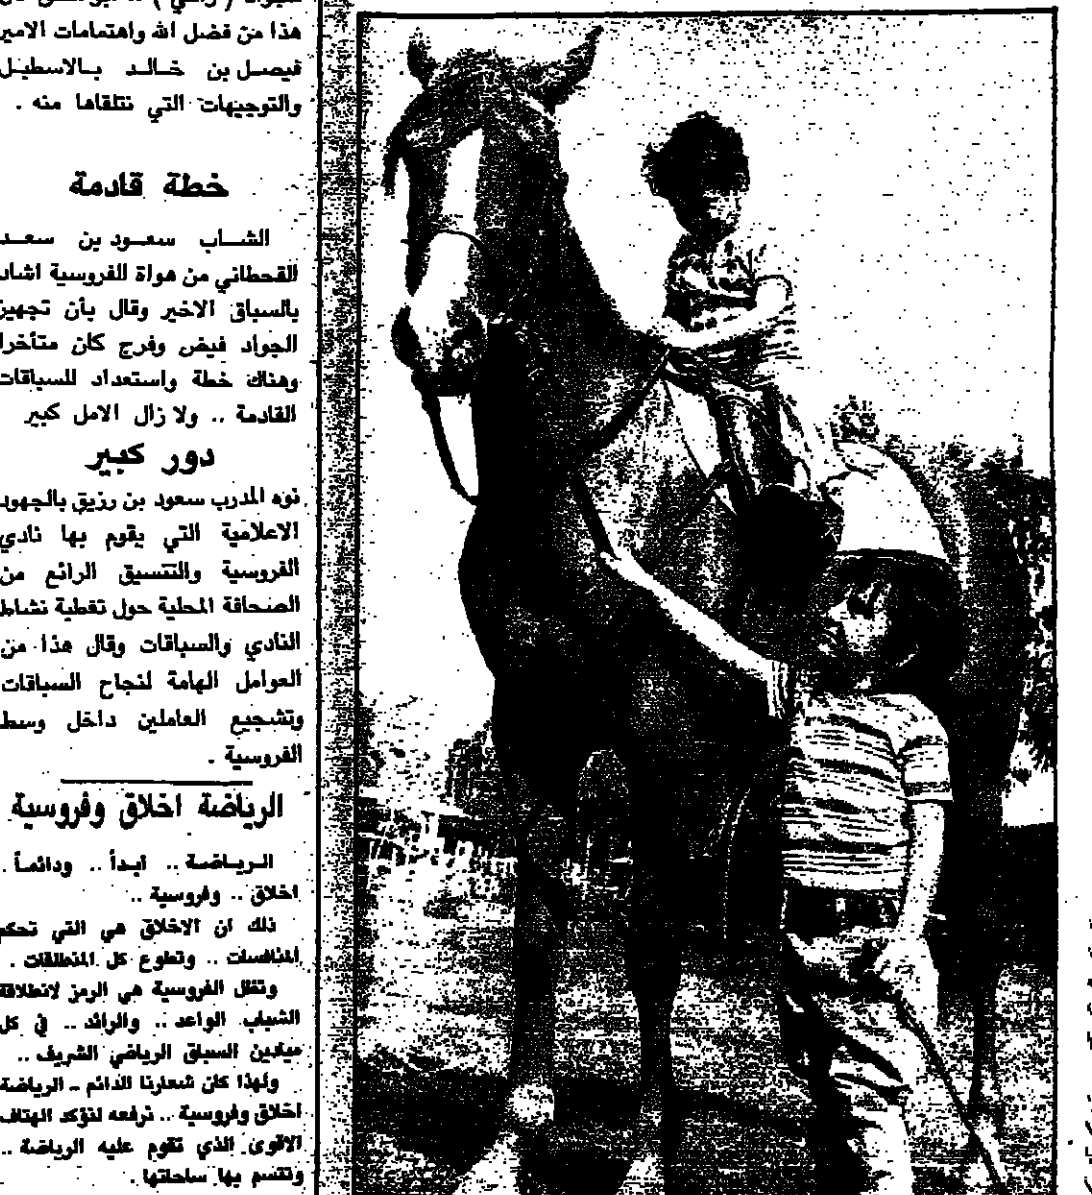 هذا من فضل الله واهتمامات الامير
فيصل بن خالد بالاسطبل
والتوجيهات التي نتلقاها منه .
خطة قادمة
الشاب سعود بن سعد
القحطاني من هواة الفروسية اشاد
بالسباق الاخير وقال بأن تجهيز
الجواد فيض وفرج كان متأخرا
وهناك خطة واستعداد للسباقات
القادمة .. ولا زال الامل كبير
دور كبير
نوه المدرب سعود بن رزيق بالجهود
الاعلامية التي يقوم بها نادي
الفروسية والتنسيق الرائع من
الصحافة المحلية حول تغطية نشاط
النادي والسباقات وقال هذا من
العوامل الهامة لنجاح السباقات
وتشجيع العاملين داخل وسط
الفروسية .
الرياضة اخلاق وفروسية
الرياضة .. ابدأ .. ودائماً .
اخلاق .. وفروسية ..
ذلك ان الاخلاق هي التي تحكم
المنافسات .. وتطوع كل المنطلقات .
وتظل الفروسية هي الرمز لانطلاقة
الشباب الواعد .. والرائد .. في كل
ميادين السباق الرياضي الشريف ..
ولهذا كان شعارنا الدائم - الرياضة
اخلاق وفروسية .. نرفعه لنؤكد الهتاف
الاقوى الذي تقوم عليه الرياضة ..
وتتسم بها ساحاتها .